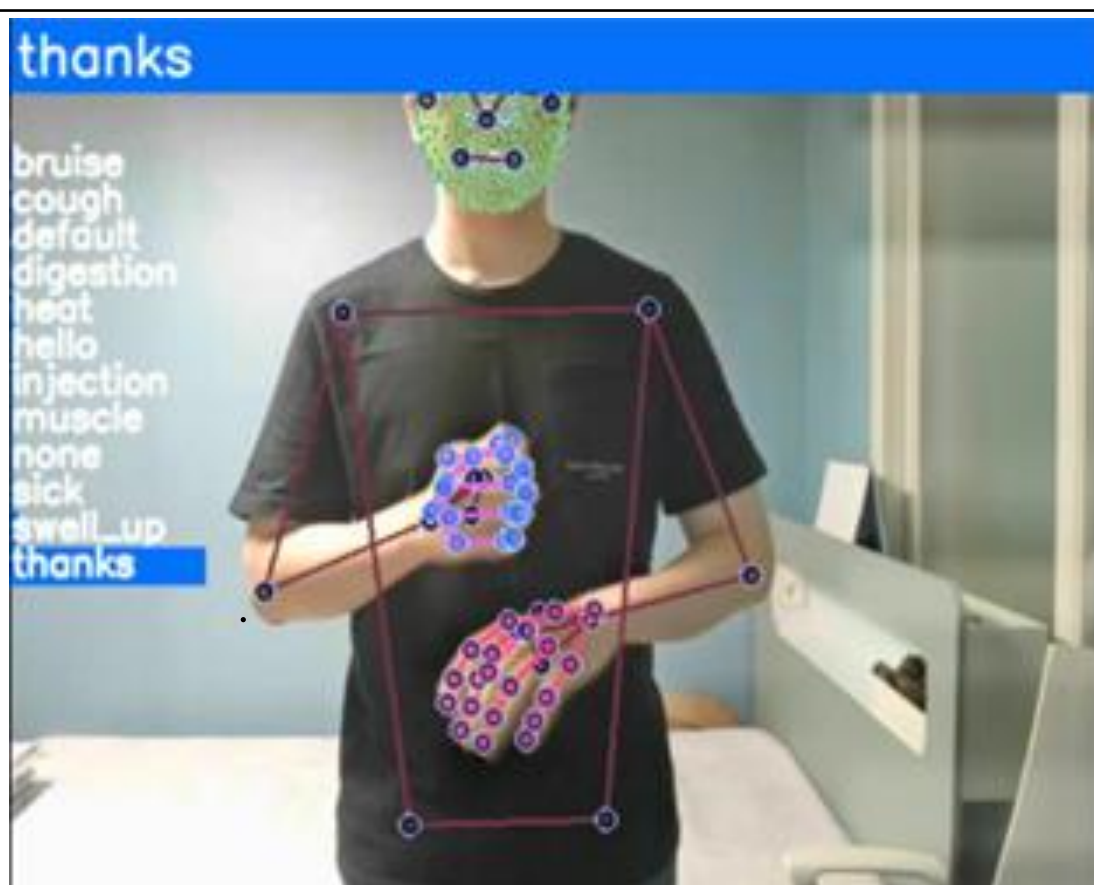 thanks
bruise
cough
default
digestion
heat
hello
injection
muscle
none
sick
swell_up
thanks